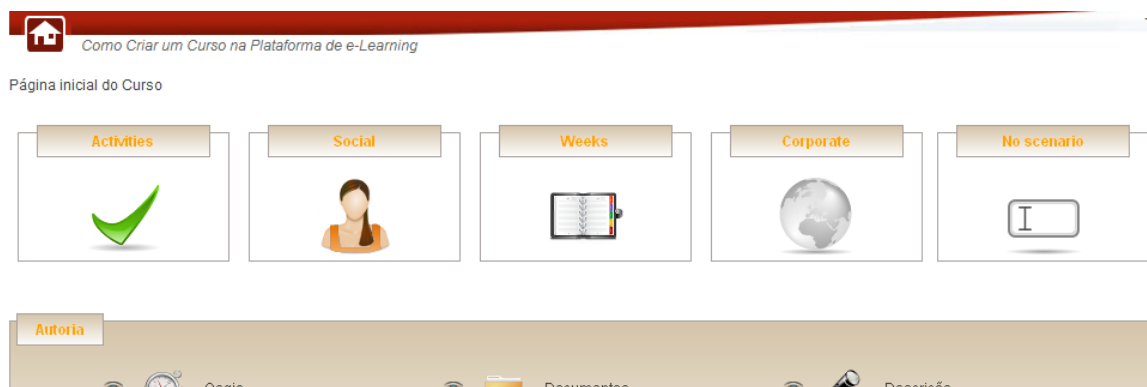 Como Criar um Curso na Plataforma de e-Learning
Página inicial do Curso
Activities Social Weeks Corporate No scenario
Autoria
Documentos